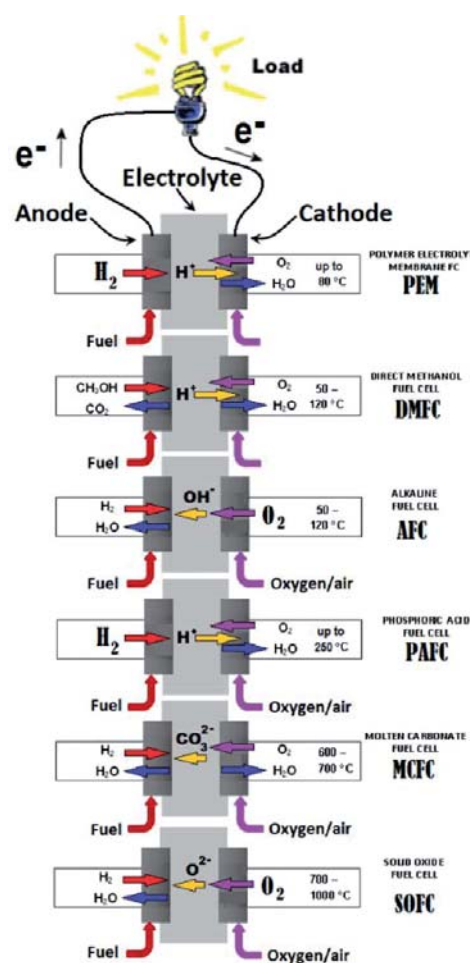 Load
e-
e-
Electrolyte
Anode
Cathode
H2
H+
O2
H2O
up to
80 °C
POLYMER ELECTROLY
MEMBRANE FC
PEM
Fuel
CH3OH
CO2
H+
O2
H2O
50 –
120 °C
DIRECT METHANOL
FUEL CELL
DMFC
Fuel
H2
H2O
OH-
O2
50 –
120 °C
ALKALINE
FUEL CELL
AFC
Fuel
Oxygen/air
H2
H+
O2
H2O
up to
250 °C
PHOSPHORIC ACID
FUEL CELL
PAFC
Fuel
H2
H2O
CO3 2-
O2
H2O
600–
700 °C
MOLTEN CARBONATE
FUEL CELL
MCFC
Fuel
Oxygen/air
H2
H2O
O2-
O2
700 –
1000 °C
SOLID OXIDE
FUEL CELL
SOFC
Fuel
Oxygen/air